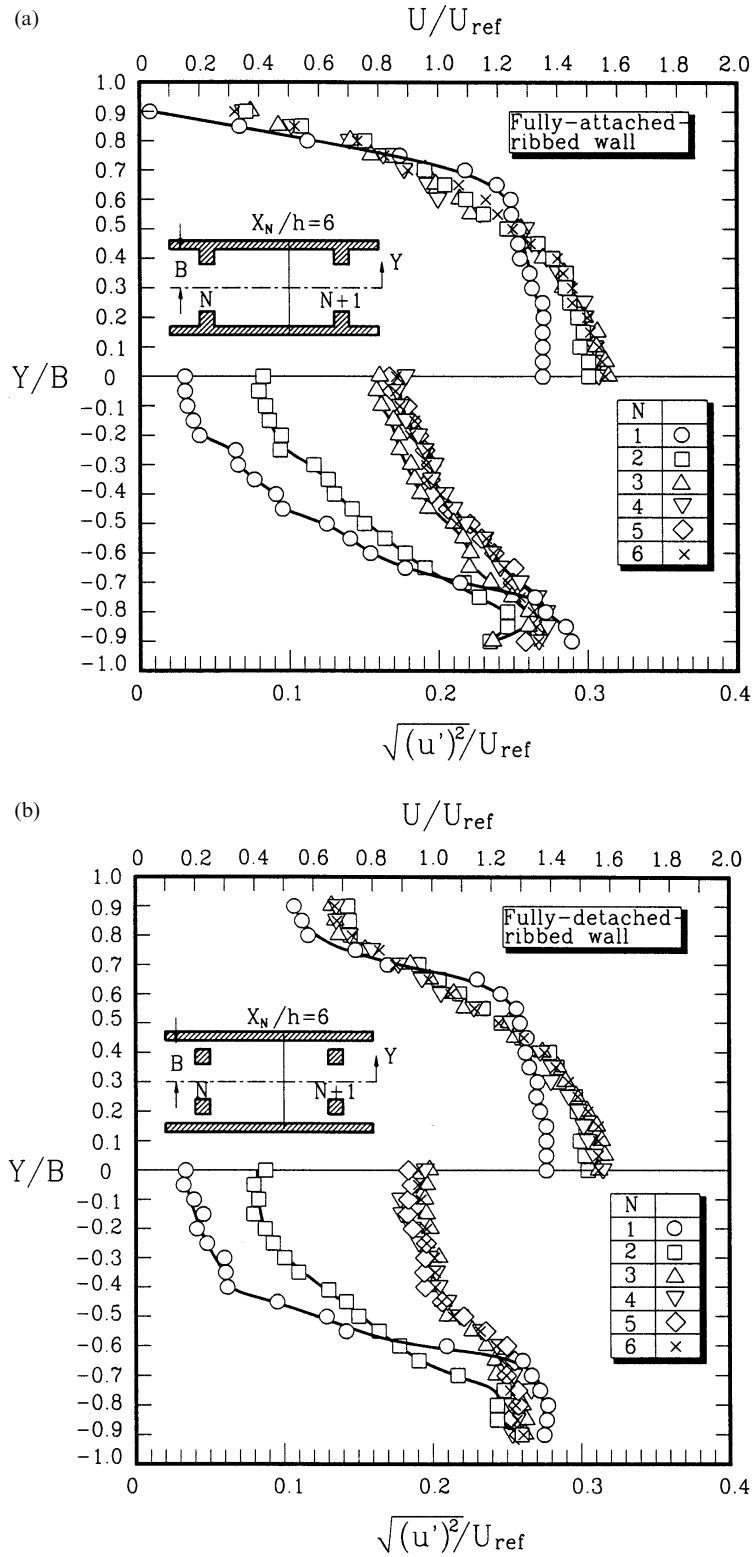 (a)
U/U_ref
0 0.2 0.4 0.6 0.8 1.0 1.2 1.4 1.6 1.8 2.0
1.0
0.9
0.8
0.7
0.6
0.5
0.4
0.3
0.2
0.1
0
-0.1
-0.2
-0.3
-0.4
-0.5
-0.6
-0.7
-0.8
-0.9
-1.0
Y/B
Fully-attached-
ribbed wall
X_N/h=6
B
Y
N N+1
N
1
2
3
4
5
6
0.1 0.2 0.3 0.4
√(u')²/U_ref
(b)
U/U_ref
0 0.2 0.4 0.6 0.8 1.0 1.2 1.4 1.6 1.8 2.0
1.0
0.9
0.8
0.7
0.6
0.5
0.4
0.3
0.2
0.1
0
-0.1
-0.2
-0.3
-0.4
-0.5
-0.6
-0.7
-0.8
-0.9
-1.0
Y/B
Fully-detached-
ribbed wall
X_N/h=6
B
Y
N N+1
N
1
2
3
4
5
6
0.1 0.2 0.3 0.4
√(u')²/U_ref